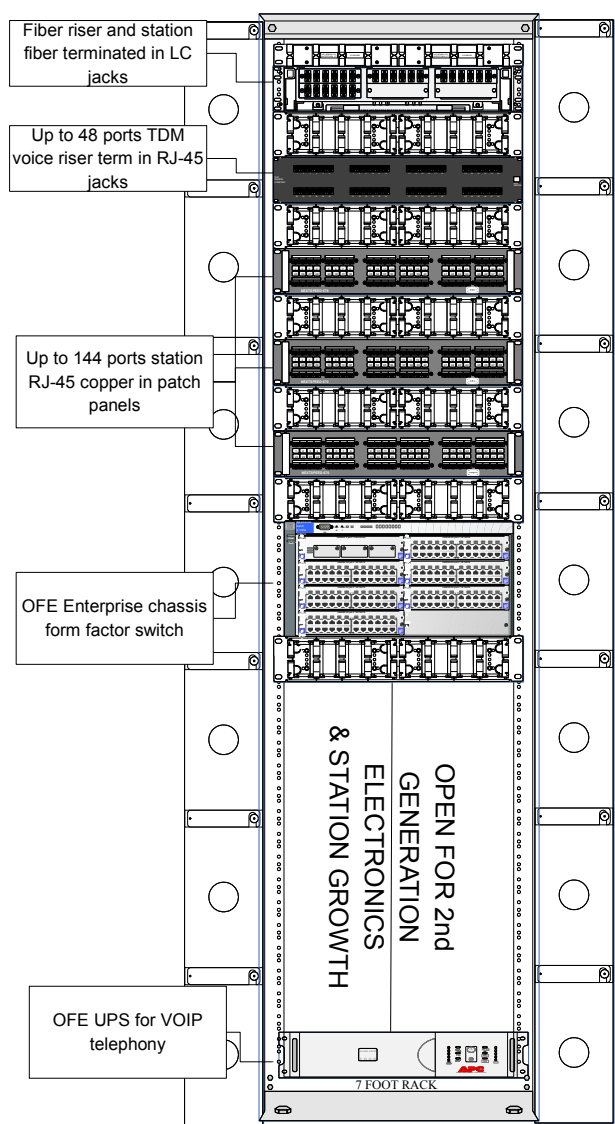 Fiber riser and station
fiber terminated in LC
jacks
Up to 48 ports TDM
voice riser term in RJ-45
jacks
Up to 144 ports station
RJ-45 copper in patch
panels
OFE Enterprise chassis
form factor switch
OPEN FOR 2nd
GENERATION
ELECTRONICS
& STATION GROWTH
OFE UPS for VOIP
telephony
APC
7 FOOT RACK